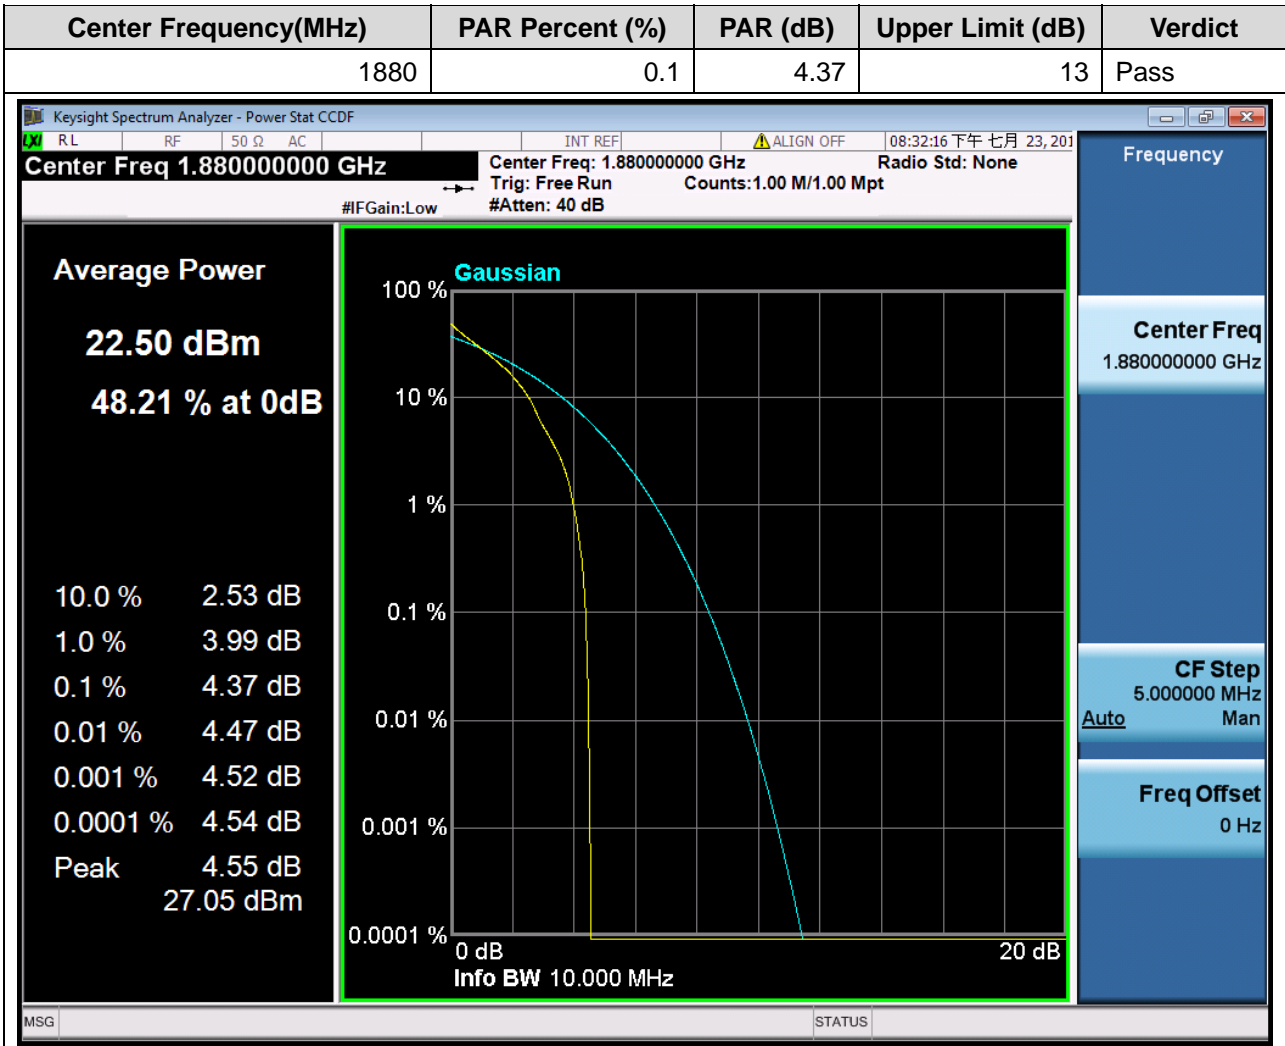 Center Frequency(MHz) PAR Percent (%) PAR (dB) Upper Limit (dB) Verdict
1880 0.1 4.37 13 Pass
Keysight Spectrum Analyzer - Power Stat CCDF
LXI RL RF 50 Ω AC INT REF ALIGN OFF 08:32:16 下午 七月 23, 201
Center Freq 1.880000000 GHz
#IFGain:Low
Center Freq: 1.880000000 GHz Radio Std: None
Trig: Free Run Counts:1.00 M/1.00 Mpt
#Atten: 40 dB
Frequency
Average Power
22.50 dBm
48.21 % at 0dB
10.0 % 2.53 dB
1.0 % 3.99 dB
0.1 % 4.37 dB
0.01 % 4.47 dB
0.001 % 4.52 dB
0.0001 % 4.54 dB
Peak 4.55 dB
27.05 dBm
Gaussian
100 %
10 %
1 %
0.1 %
0.01 %
0.001 %
0.0001 %
0 dB 20 dB
Info BW 10.000 MHz
Center Freq
1.880000000 GHz
CF Step
5.000000 MHz
Auto Man
Freq Offset
0 Hz
MSG STATUS